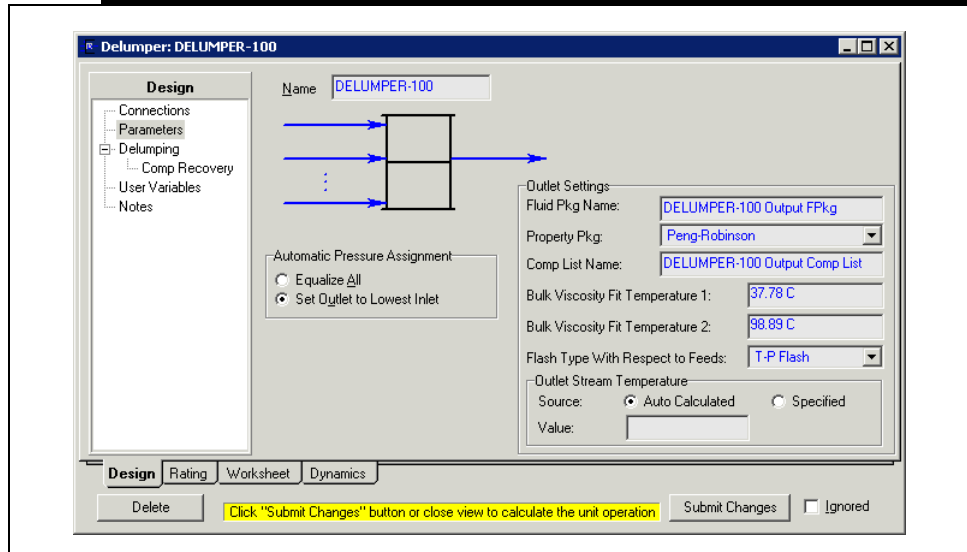 Delumper: DELUMPER-100
Design
Connections
Parameters
Delumping
Comp Recovery
User Variables
Notes
Name DELUMPER-100
Automatic Pressure Assignment
Equalize All
Set Outlet to Lowest Inlet
Outlet Settings
Fluid Pkg Name: DELUMPER-100 Output FPkg
Property Pkg: Peng-Robinson
Comp List Name: DELUMPER-100 Output Comp List
Bulk Viscosity Fit Temperature 1: 37.78 C
Bulk Viscosity Fit Temperature 2: 98.89 C
Flash Type With Respect to Feeds: T-P Flash
Outlet Stream Temperature
Source: Auto Calculated Specified
Value:
Design Rating Worksheet Dynamics
Delete Click "Submit Changes" button or close view to calculate the unit operation Submit Changes Ignored